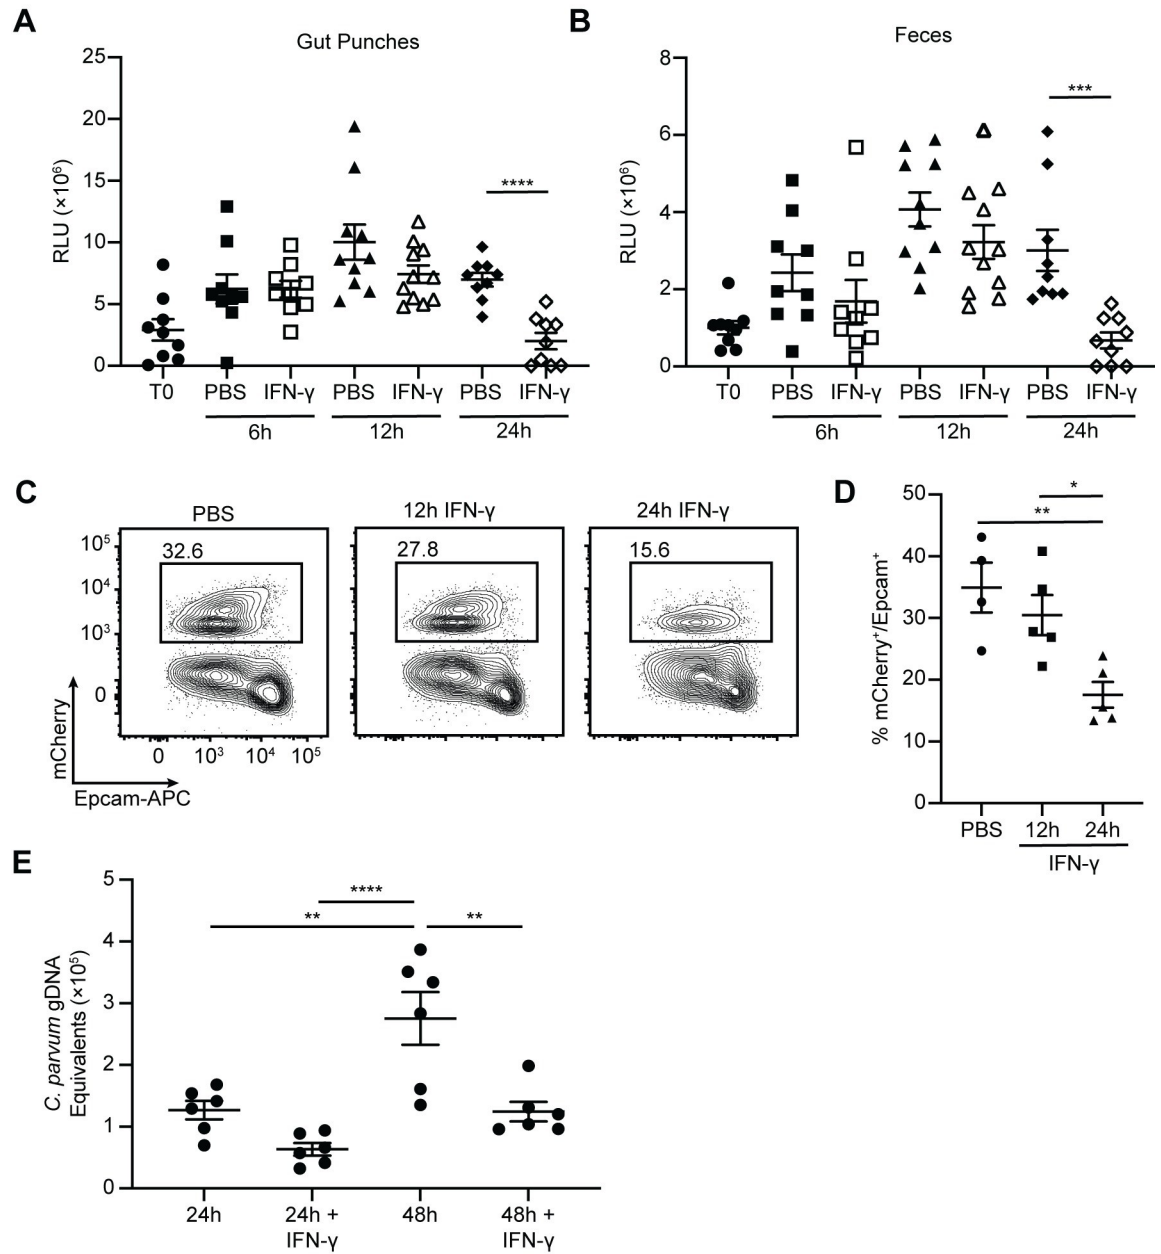 A
Gut Punches
RLU (×10⁶)
25
20
15
10
5
0
****
T0 PBS IFN-γ PBS IFN-γ PBS IFN-γ
6h 12h 24h
B
Feces
RLU (×10⁶)
8
6
4
2
0
***
T0 PBS IFN-γ PBS IFN-γ PBS IFN-γ
6h 12h 24h
C
PBS 12h IFN-γ 24h IFN-γ
32.6 27.8 15.6
10⁵
10⁴
10³
0
0 10³ 10⁴ 10⁵
mCherry
Epcam-APC
D
% mCherry⁺/Epcam⁺
50
40
30
20
10
0
*
**
PBS 12h 24h
IFN-γ
E
C. parvum gDNA
Equivalents (×10⁵)
5
4
3
2
1
0
****
** **
24h 24h + 48h 48h +
IFN-γ IFN-γ